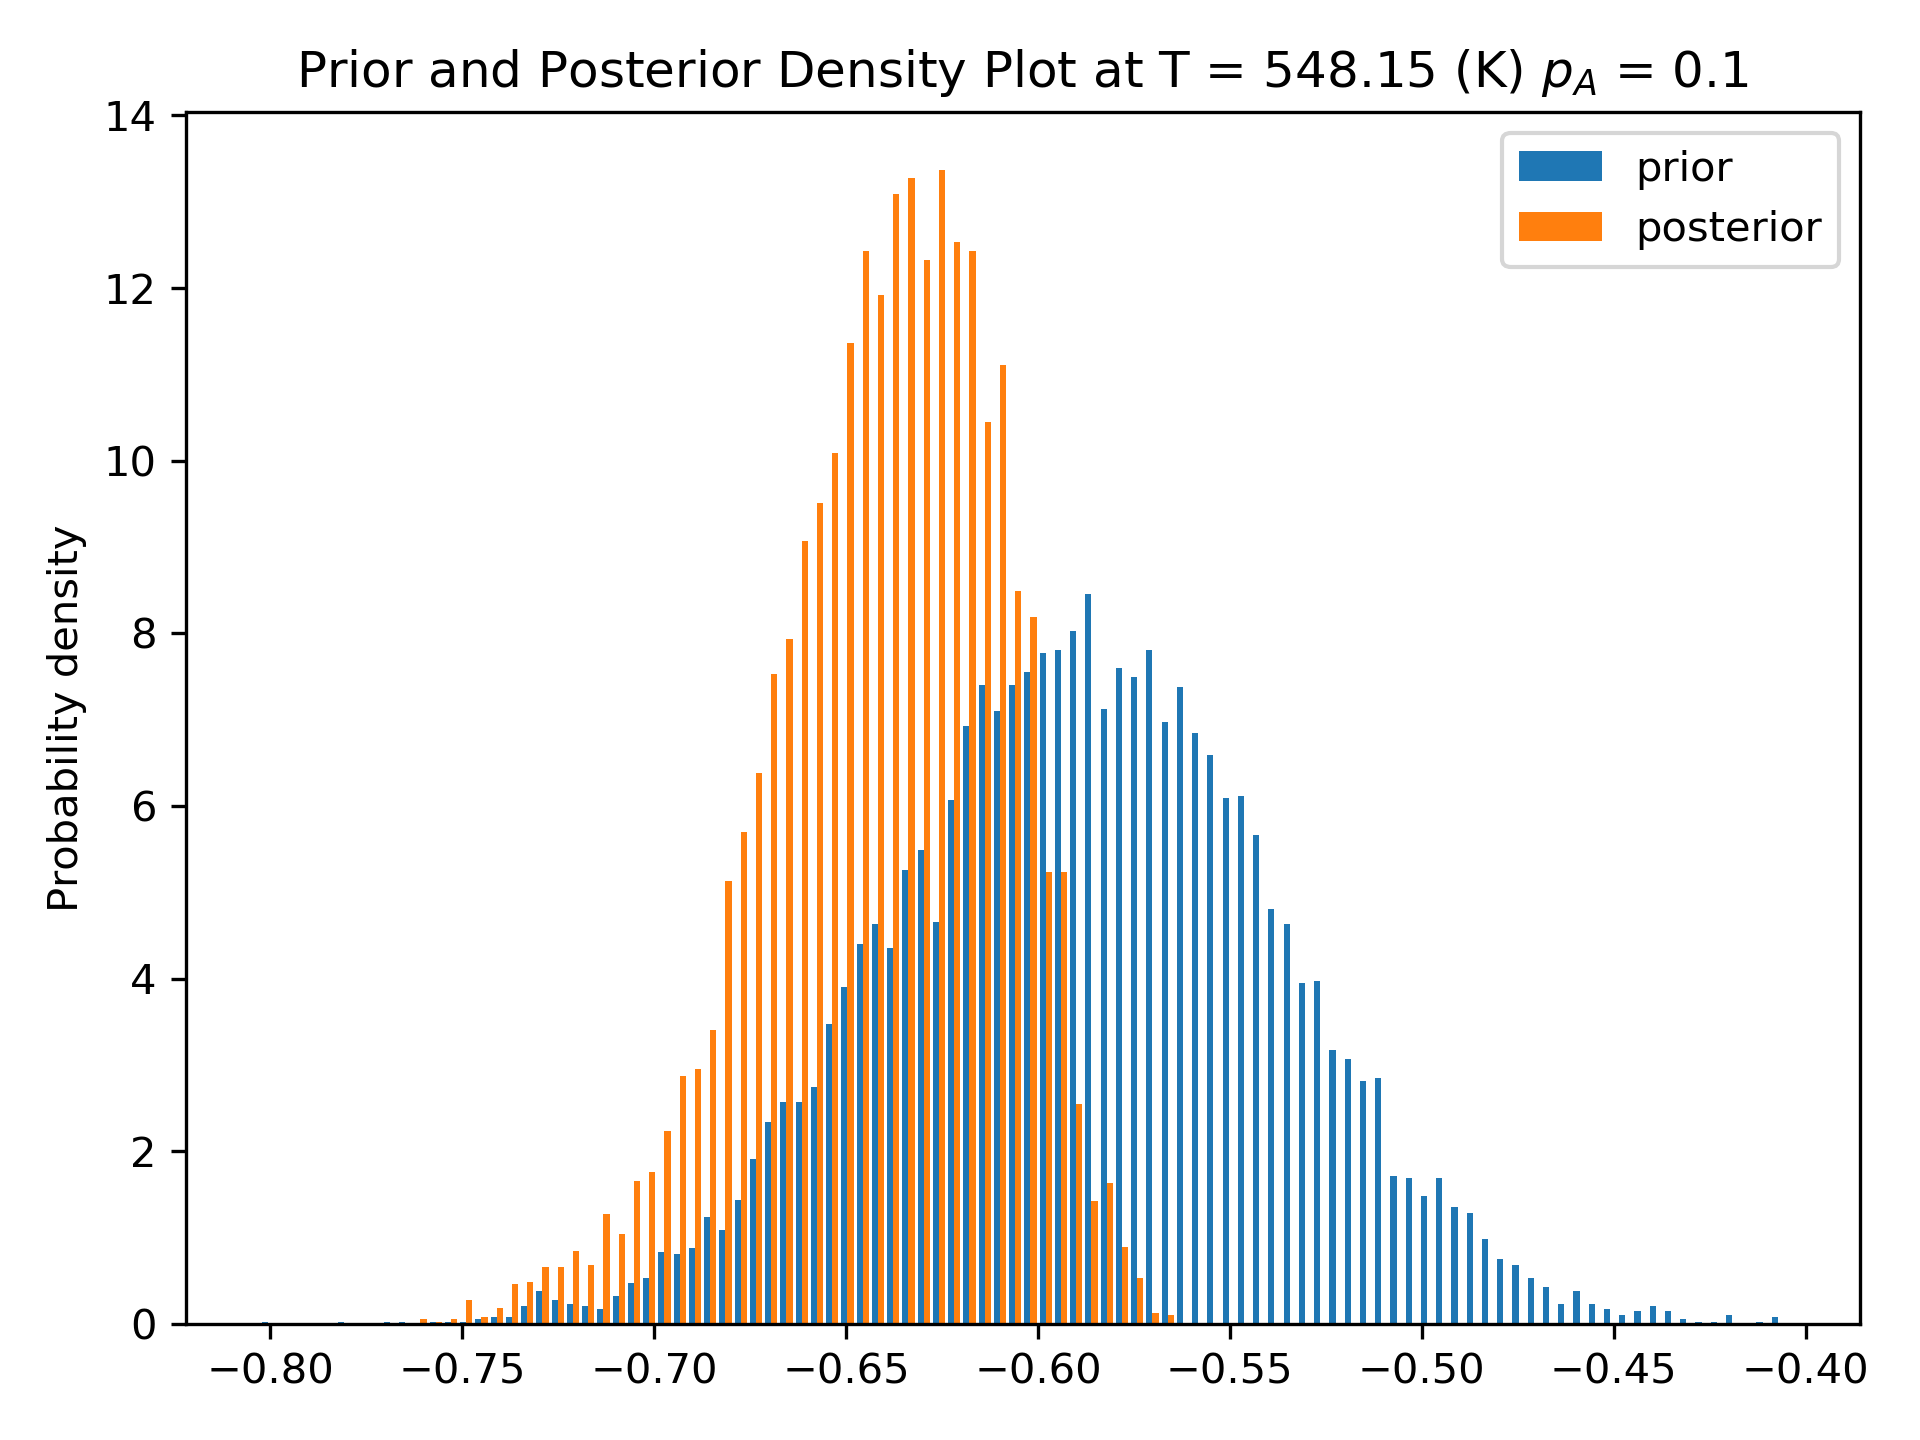 Prior and Posterior Density Plot at T = 548.15 (K) p_A = 0.1
prior
posterior
Probability density
14
12
10
8
6
4
2
0
−0.80 −0.75 −0.70 −0.65 −0.60 −0.55 −0.50 −0.45 −0.40